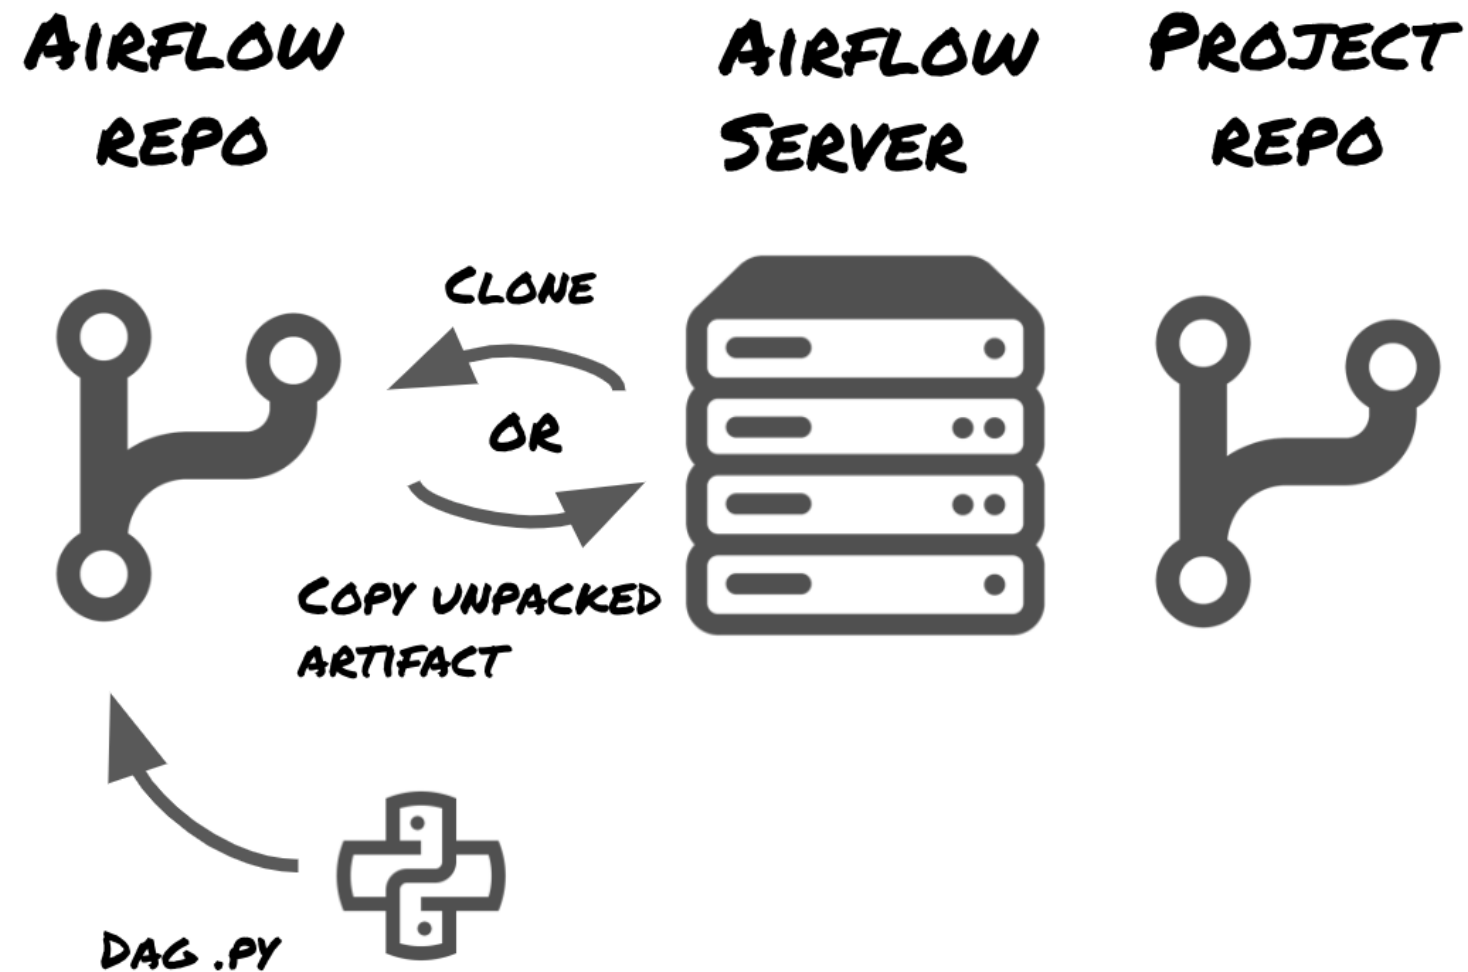 AIRFLOW
REPO
AIRFLOW
SERVER
PROJECT
REPO
CLONE
OR
COPY UNPACKED
ARTIFACT
DAG .PY